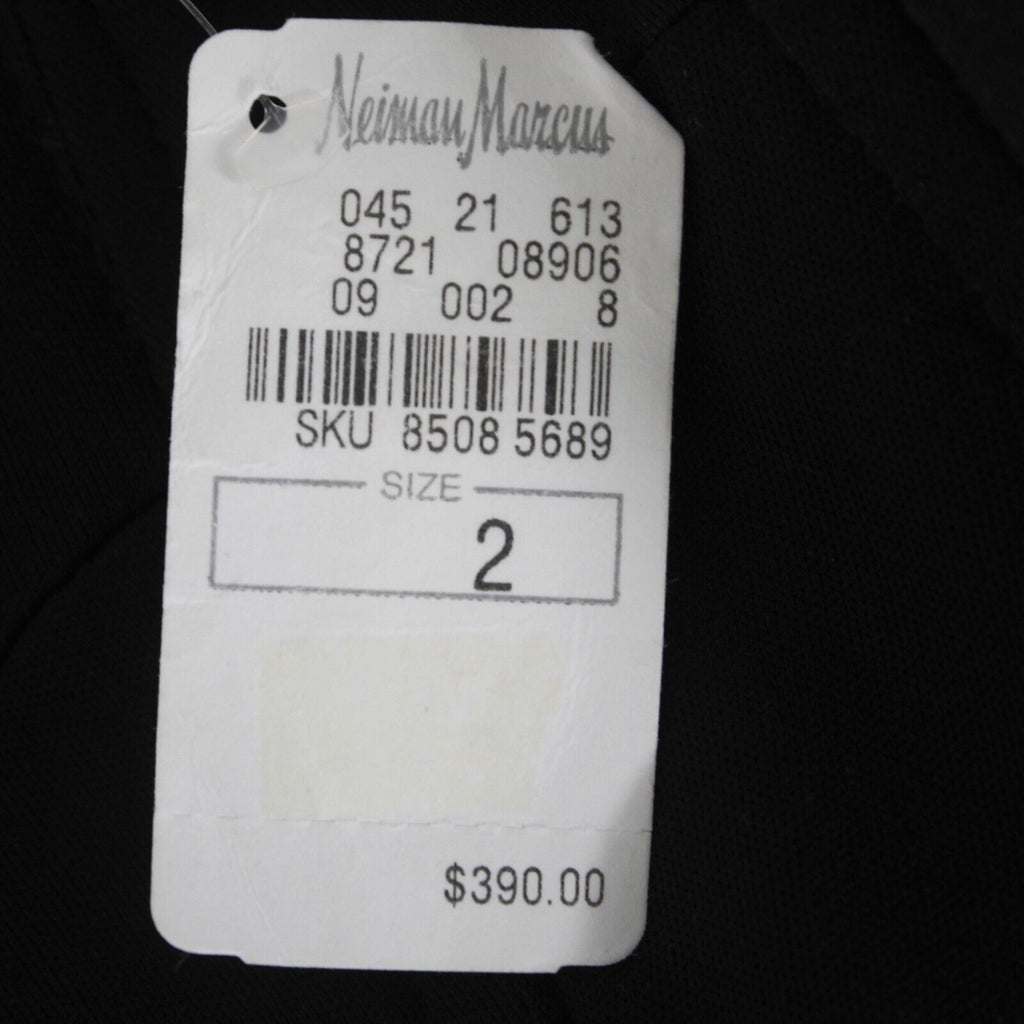 Neiman Marcus
045 21 613
8721 08906
09 002 8
SKU 8508 5689
SIZE
2
$390.00